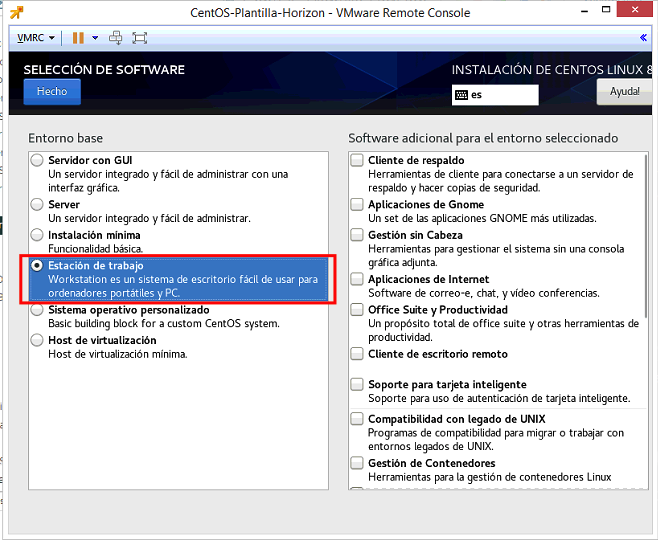 CentOS-Plantilla-Horizon - VMware Remote Console
VMRC
SELECCIÓN DE SOFTWARE
INSTALACIÓN DE CENTOS LINUX 8
Hecho
es
Ayuda!
Entorno base
Servidor con GUI
Un servidor integrado y fácil de administrar con una
interfaz gráfica.
Server
Un servidor integrado y fácil de administrar.
Instalación mínima
Funcionalidad básica.
Estación de trabajo
Workstation es un sistema de escritorio fácil de usar para
ordenadores portátiles y PC.
Sistema operativo personalizado
Basic building block for a custom CentOS system.
Host de virtualización
Host de virtualización mínima.
Software adicional para el entorno seleccionado
Cliente de respaldo
Herramientas de cliente para conectarse a un servidor de
respaldo y hacer copias de seguridad.
Aplicaciones de Gnome
Un set de las aplicaciones GNOME más utilizadas.
Gestión sin Cabeza
Herramientas para gestionar el sistema sin una consola
gráfica adjunta.
Aplicaciones de Internet
Software de correo-e, chat, y vídeo conferencias.
Office Suite y Productividad
Un propósito total de office suite y otras herramientas de
productividad.
Cliente de escritorio remoto
Soporte para tarjeta inteligente
Soporte para uso de autenticación de tarjeta inteligente.
Compatibilidad con legado de UNIX
Programas de compatibilidad para migrar o trabajar con
entornos legados de UNIX.
Gestión de Contenedores
Herramientas para la gestión de contenedores Linux